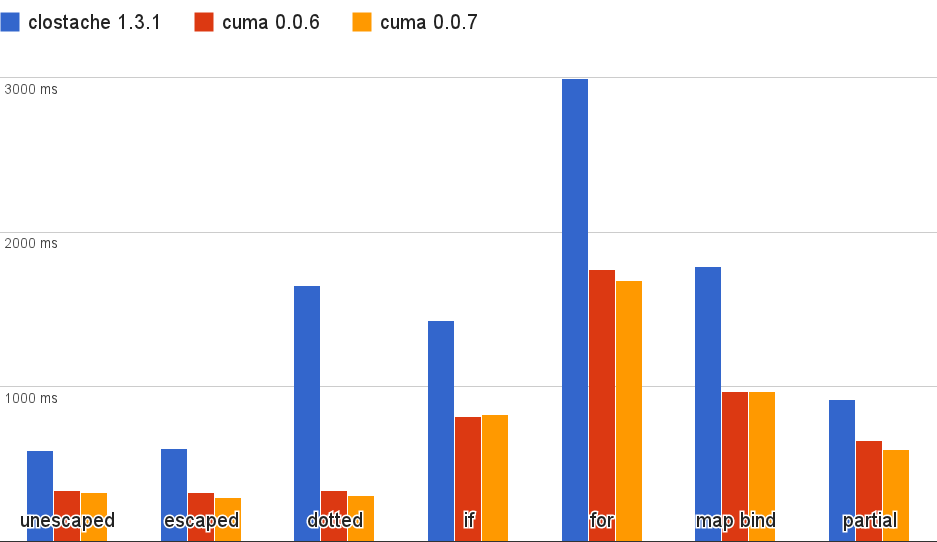 clostache 1.3.1 cuma 0.0.6 cuma 0.0.7
3000 ms
2000 ms
1000 ms
unescaped escaped dotted if for map bind partial